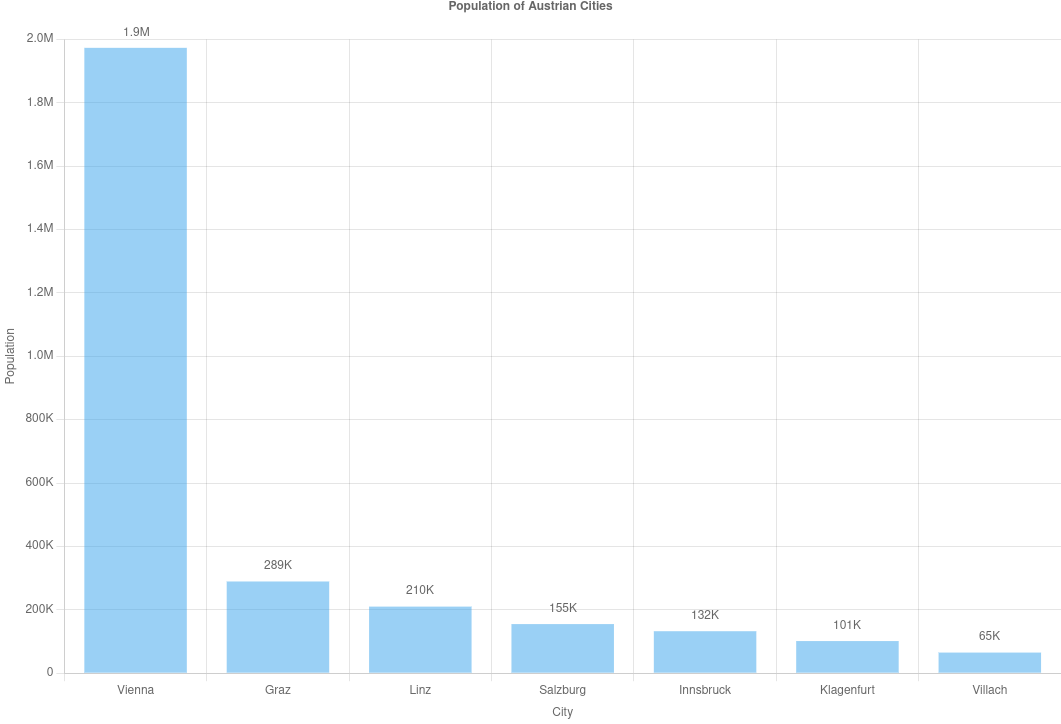 Population of Austrian Cities
Population
2.0M
1.8M
1.6M
1.4M
1.2M
1.0M
800K
600K
400K
200K
0
1.9M
289K
210K
155K
132K
101K
65K
Vienna
Graz
Linz
Salzburg
Innsbruck
Klagenfurt
Villach
City